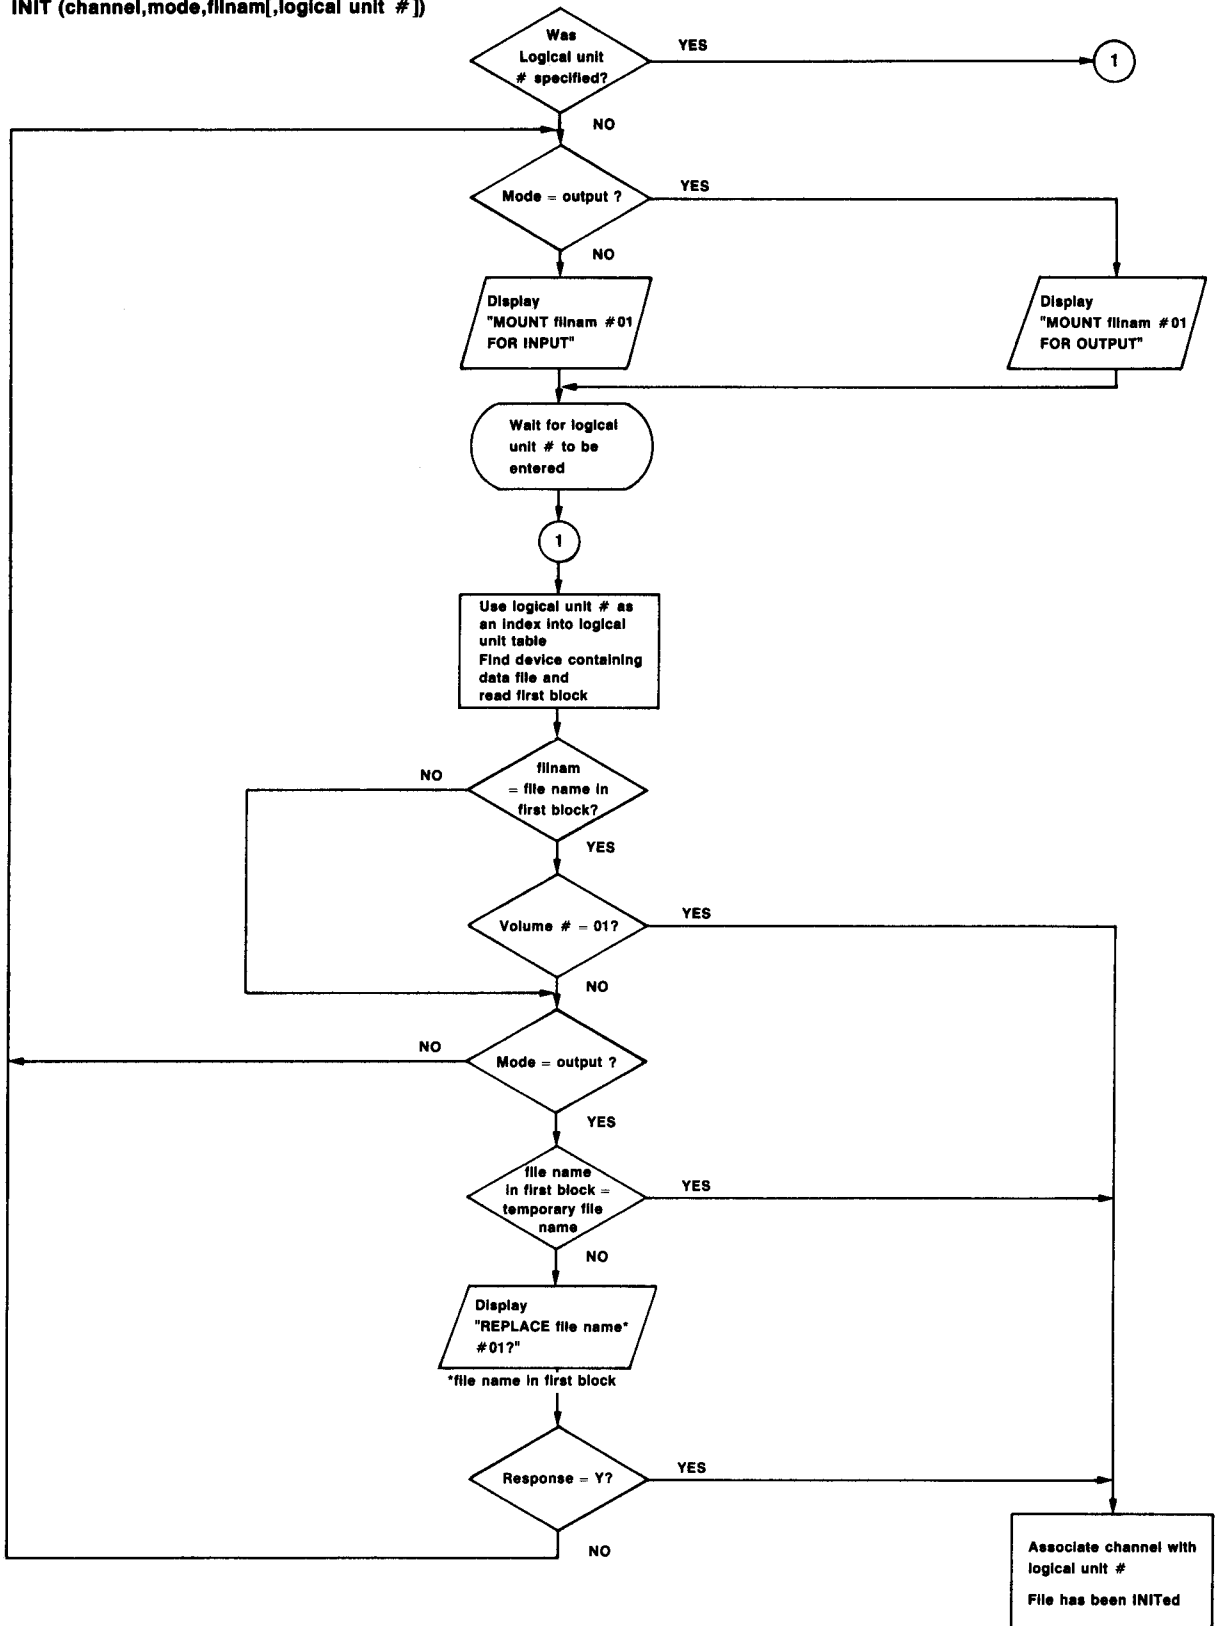 INIT (channel,mode,filnam[,logical unit #])
Was
Logical unit
# specified?
YES
1
NO
Mode = output ?
YES
NO
Display
"MOUNT filnam #01
FOR INPUT"
Display
"MOUNT filnam #01
FOR OUTPUT"
Wait for logical
unit # to be
entered
1
Use logical unit # as
an index into logical
unit table
Find device containing
data file and
read first block
filnam
= file name in
first block?
NO
YES
Volume # = 01?
YES
NO
Mode = output ?
NO
YES
file name
in first block =
temporary file
name
YES
NO
Display
"REPLACE file name*
#01?"
*file name in first block
Response = Y?
YES
NO
Associate channel with
logical unit #
File has been INITed